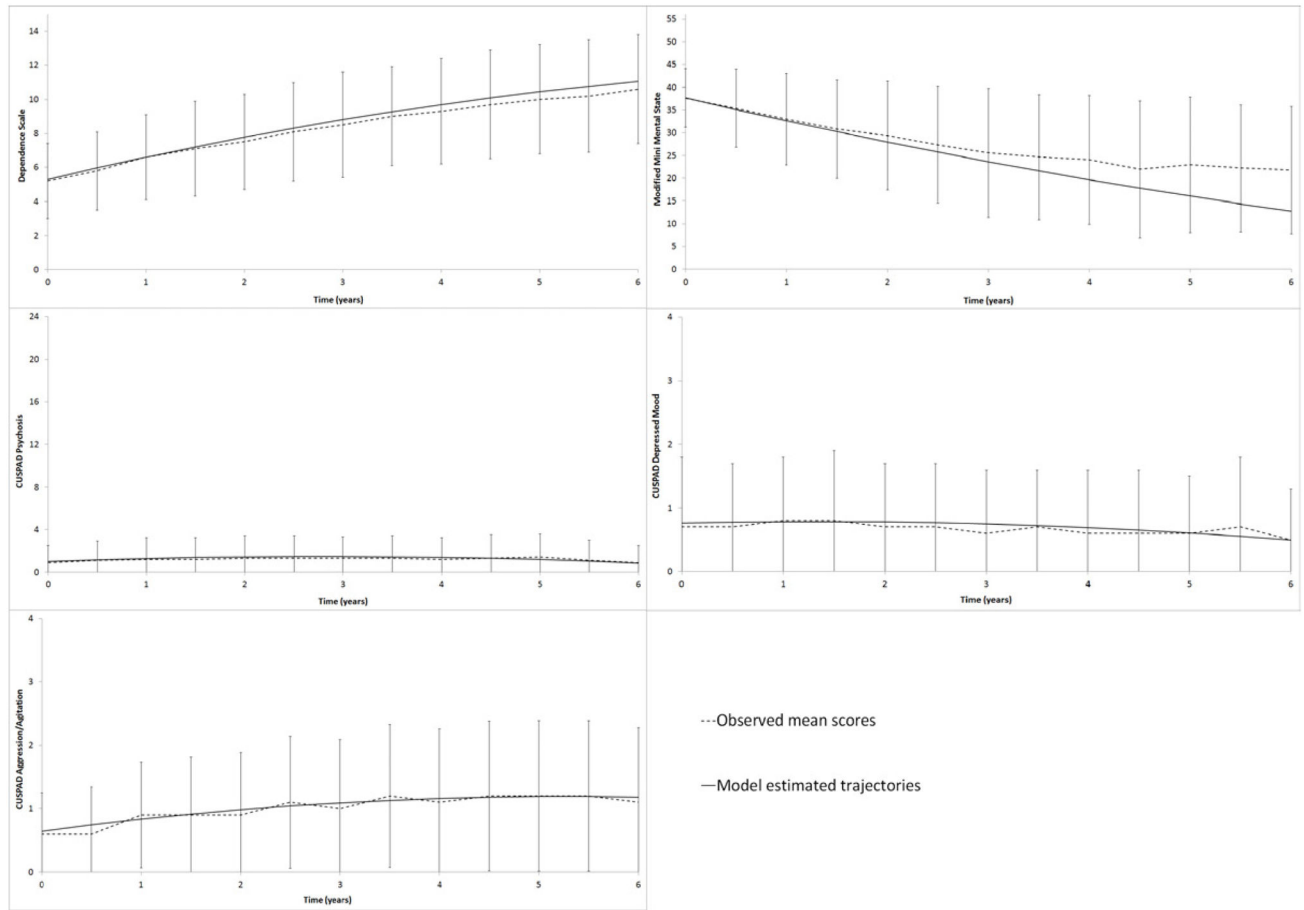 Dependence Scale
14
12
10
8
6
4
2
0
0 1 2 3 4 5 6
Time (years)
Modified Mini Mental State
55
50
45
40
35
30
25
20
15
10
5
0
0 1 2 3 4 5 6
Time (years)
CUSPAD Psychosis
24
20
16
12
8
4
0
0 1 2 3 4 5 6
Time (years)
CUSPAD Depressed Mood
4
3
2
1
0
0 1 2 3 4 5 6
Time (years)
CUSPAD Aggression/Agitation
4
3
2
1
0
0 1 2 3 4 5 6
Time (years)
Observed mean scores
Model estimated trajectories